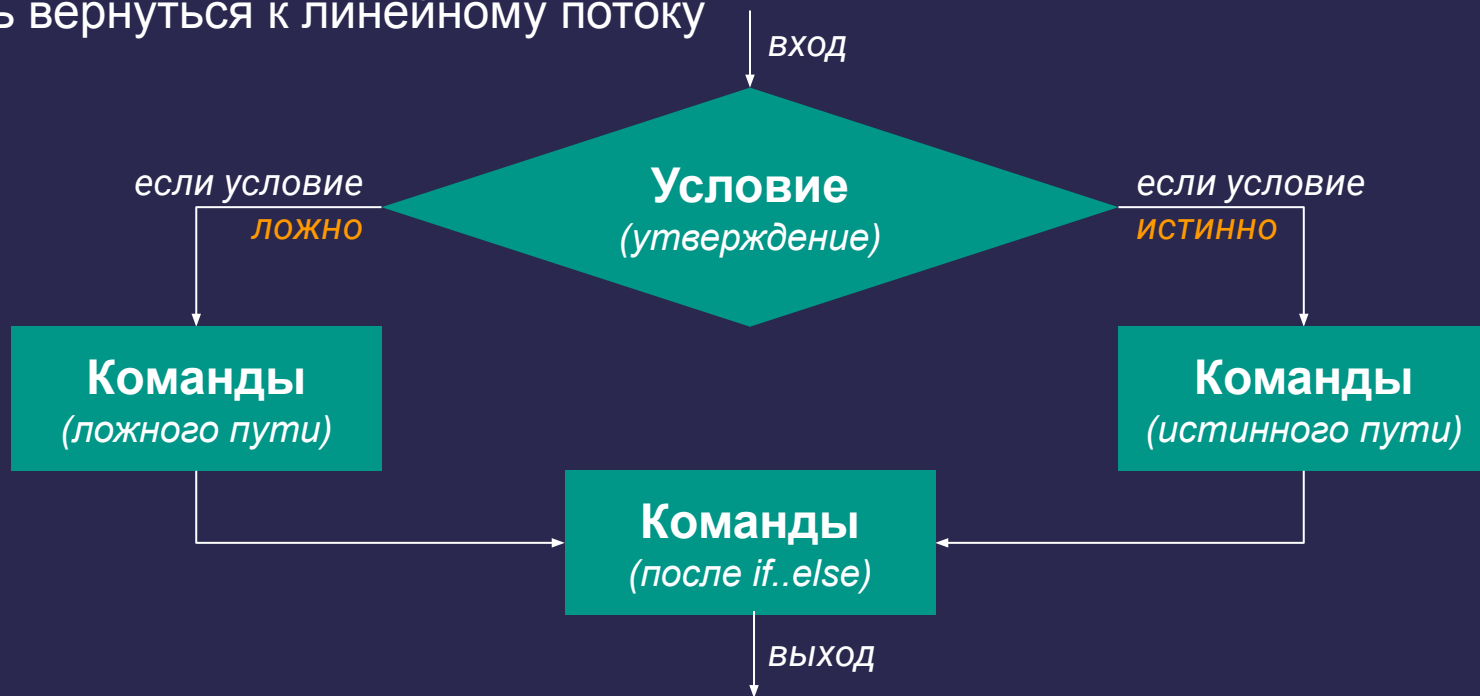 ь вернуться к линейному потоку
вход
Условие
(утверждение)
если условие
ложно
если условие
истинно
Команды
(ложного пути)
Команды
(истинного пути)
Команды
(после if..else)
выход